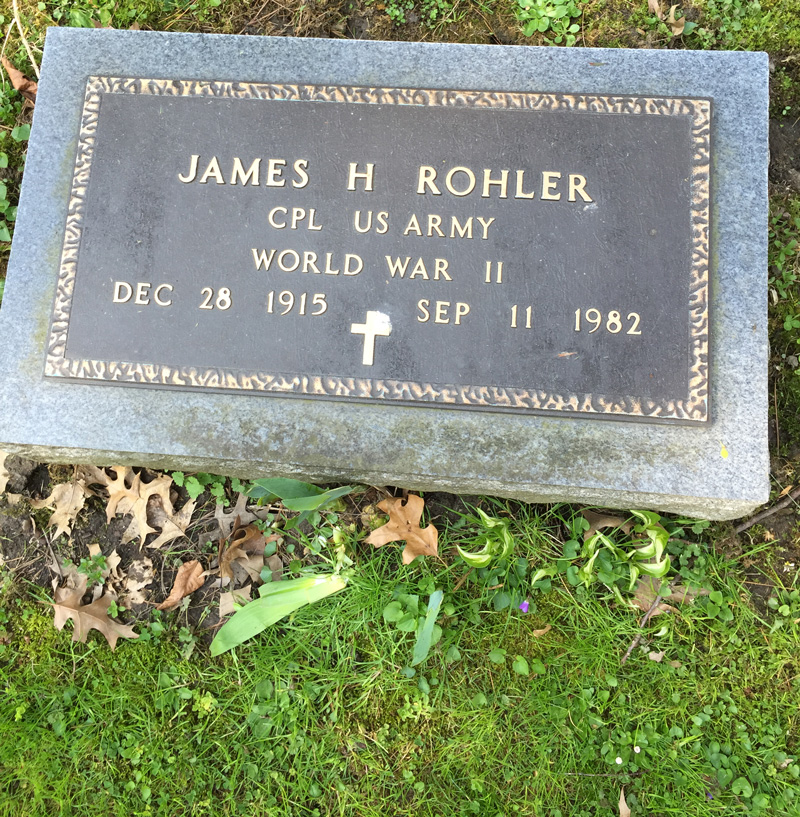 JAMES H ROHLER
CPL US ARMY
WORLD WAR II
DEC 28 1915 SEP 11 1982